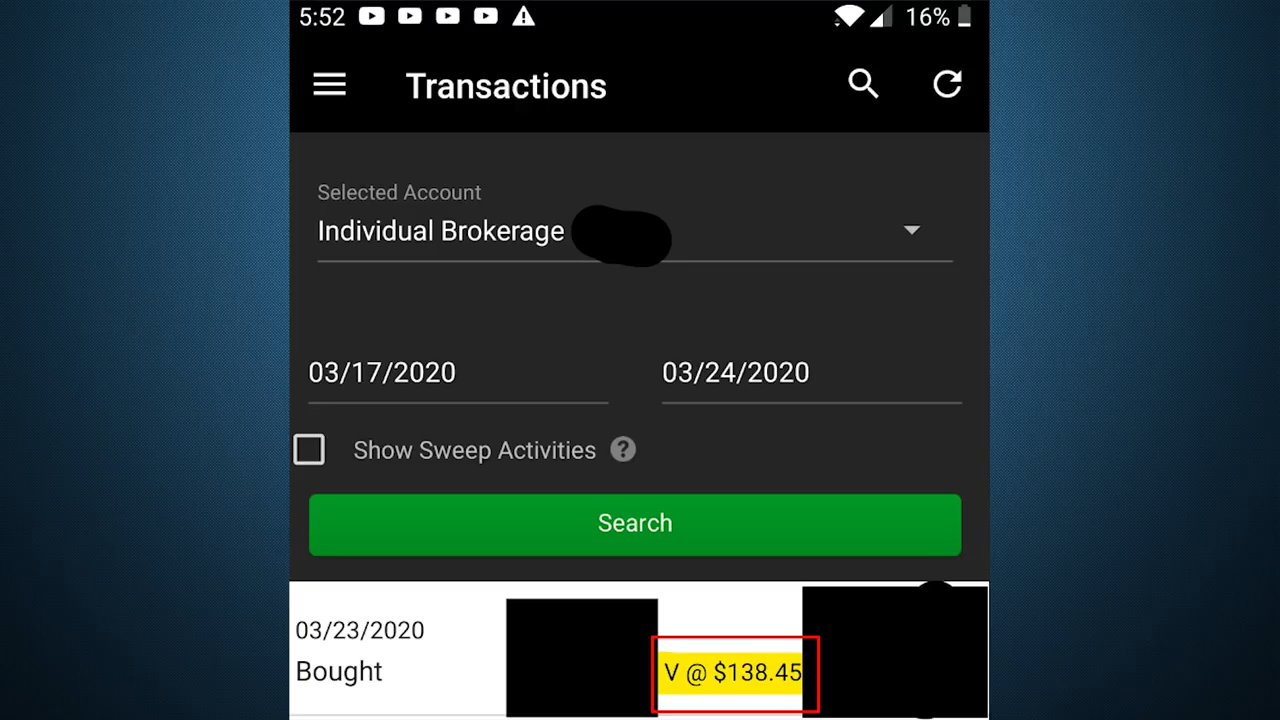 5:52 16%
Transactions
Selected Account
Individual Brokerage
03/17/2020 03/24/2020
Show Sweep Activities ?
Search
03/23/2020
Bought V @ $138.45